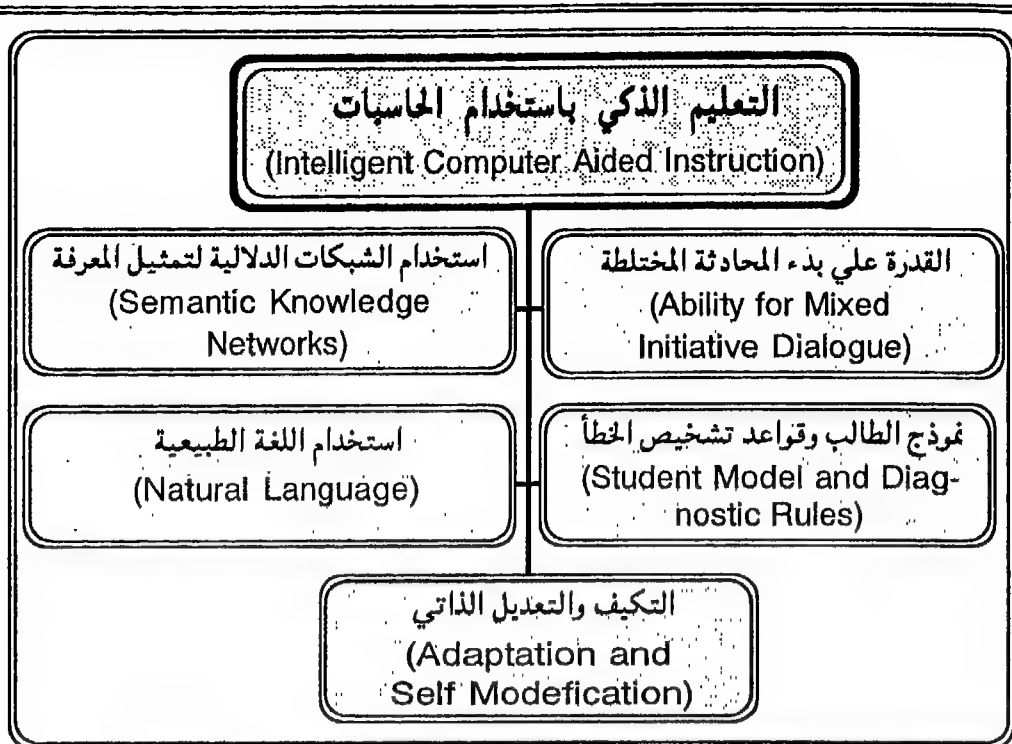 التعليم الذكي باستخدام الحاسبات
(Intelligent Computer Aided Instruction)
القدرة علي بدء المحادثة المختلطة
(Ability for Mixed
Initiative Dialogue)
استخدام الشبكات الدلالية لتمثيل المعرفة
(Semantic Knowledge
Networks)
نموذج الطالب وقواعد تشخيص الخطأ
(Student Model and Diag-
nostic Rules)
استخدام اللغة الطبيعية
(Natural Language)
التكيف والتعديل الذاتي
(Adaptation and
Self Modefication)